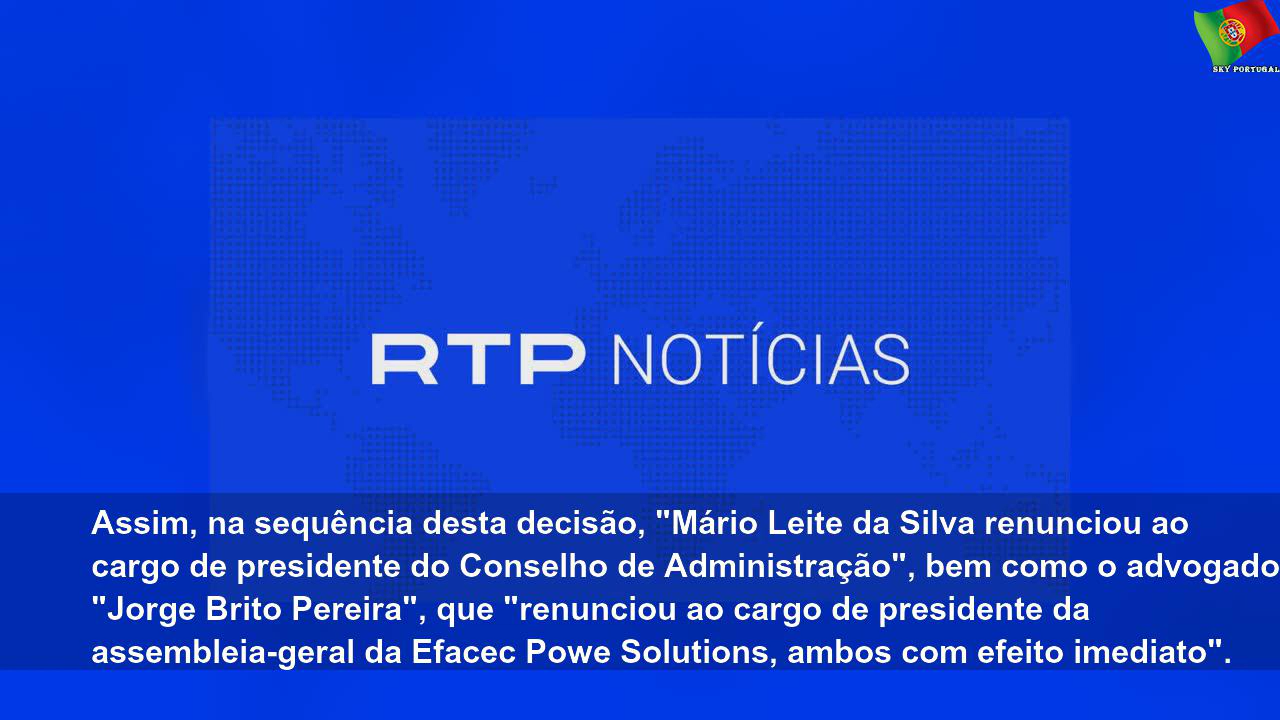 SKY PORTUGAL
RTP NOTÍCIAS
Assim, na sequência desta decisão, "Mário Leite da Silva renunciou ao
cargo de presidente do Conselho de Administração", bem como o advogado
"Jorge Brito Pereira", que "renunciou ao cargo de presidente da
assembleia-geral da Efacec Powe Solutions, ambos com efeito imediato".